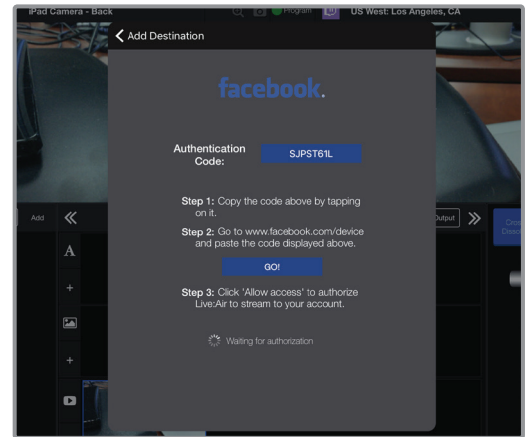 iPad Camera - Back
Program
US West: Los Angeles, CA
Add Destination
facebook.
Authentication
Code:
SJPST61L
Step 1: Copy the code above by tapping
on it.
Step 2: Go to www.facebook.com/device
and paste the code displayed above.
GO!
Step 3: Click 'Allow access' to authorize
Live:Air to stream to your account.
Waiting for authorization
Add
Output
A
+
+